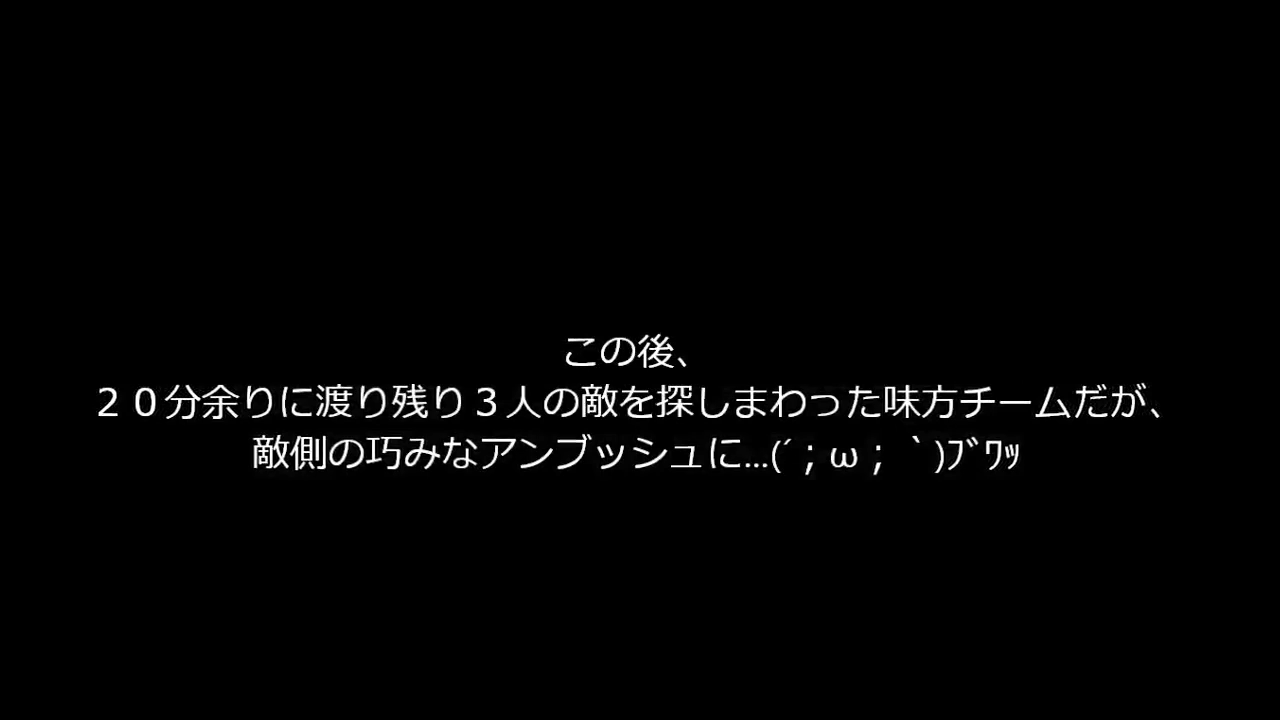 この後、
２０分余りに渡り残り３人の敵を探しまわった味方チームだが、
敵側の巧みなアンブッシュに...(´；ω；｀)ﾌﾞﾜｯ